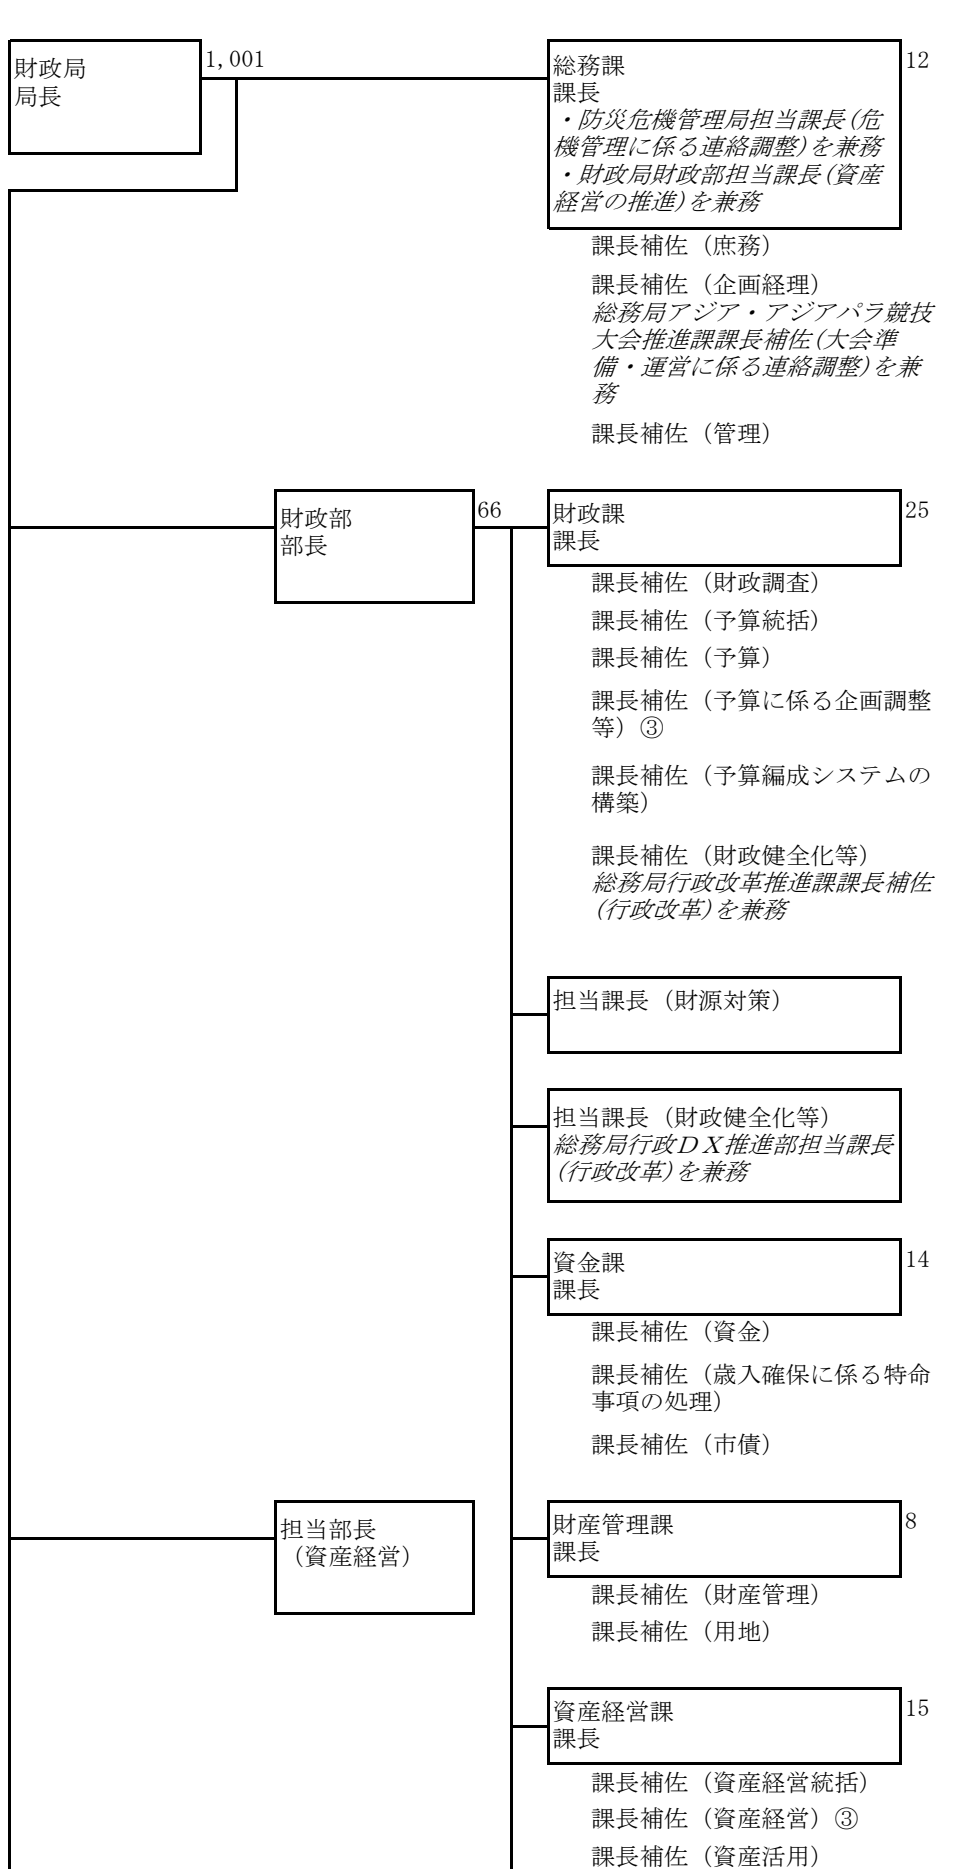 財政局
局長
1,001
総務課
課長
・防災危機管理局担当課長(危
機管理に係る連絡調整)を兼務
・財政局財政部担当課長(資産
経営の推進)を兼務
12
課長補佐（庶務）
課長補佐（企画経理）
総務局アジア・アジアパラ競技
大会推進課課長補佐(大会準
備・運営に係る連絡調整)を兼
務
課長補佐（管理）
財政部
部長
66
財政課
課長
25
課長補佐（財政調査）
課長補佐（予算統括）
課長補佐（予算）
課長補佐（予算に係る企画調整
等）③
課長補佐（予算編成システムの
構築）
課長補佐（財政健全化等）
総務局行政改革推進課課長補佐
(行政改革)を兼務
担当課長（財源対策）
担当課長（財政健全化等）
総務局行政ＤＸ推進部担当課長
(行政改革)を兼務
資金課
課長
14
課長補佐（資金）
課長補佐（歳入確保に係る特命
事項の処理）
課長補佐（市債）
担当部長
（資産経営）
財産管理課
課長
8
課長補佐（財産管理）
課長補佐（用地）
資産経営課
課長
15
課長補佐（資産経営統括）
課長補佐（資産経営）③
課長補佐（資産活用）